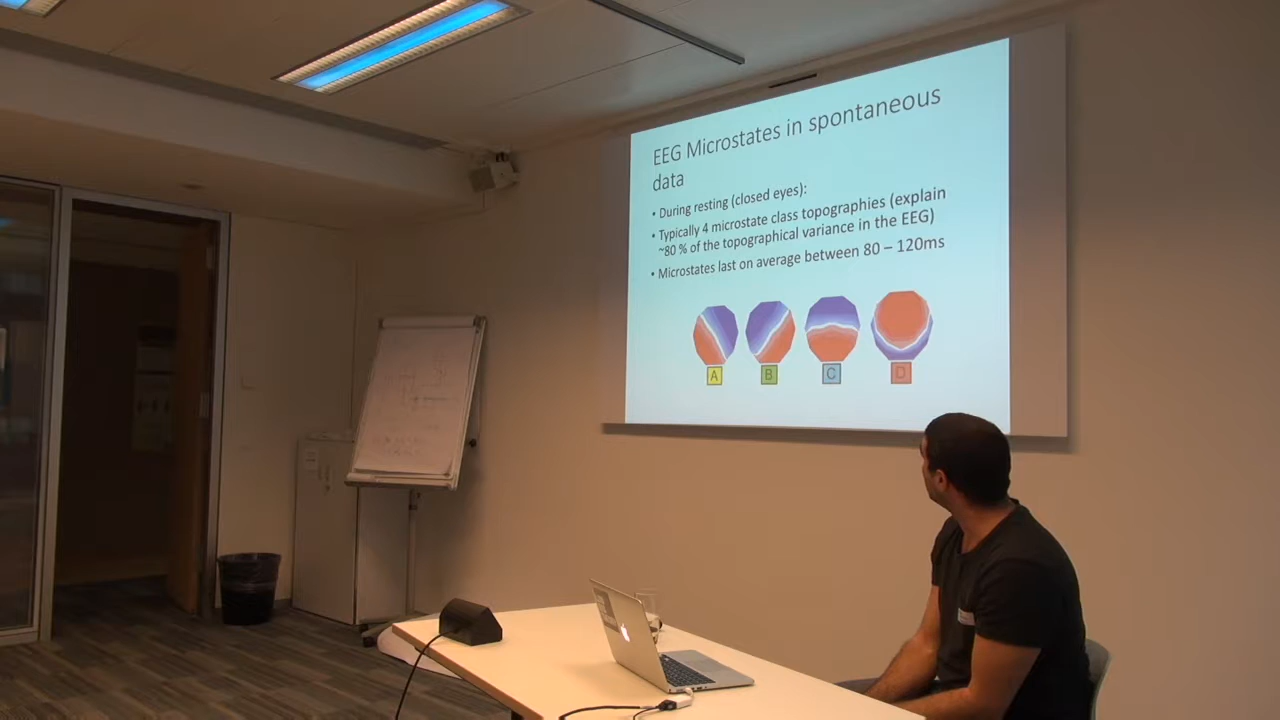 EEG Microstates in spontaneous
data
• During resting (closed eyes):
• Typically 4 microstate class topographies (explain
~80 % of the topographical variance in the EEG)
• Microstates last on average between 80 – 120ms
A B C D